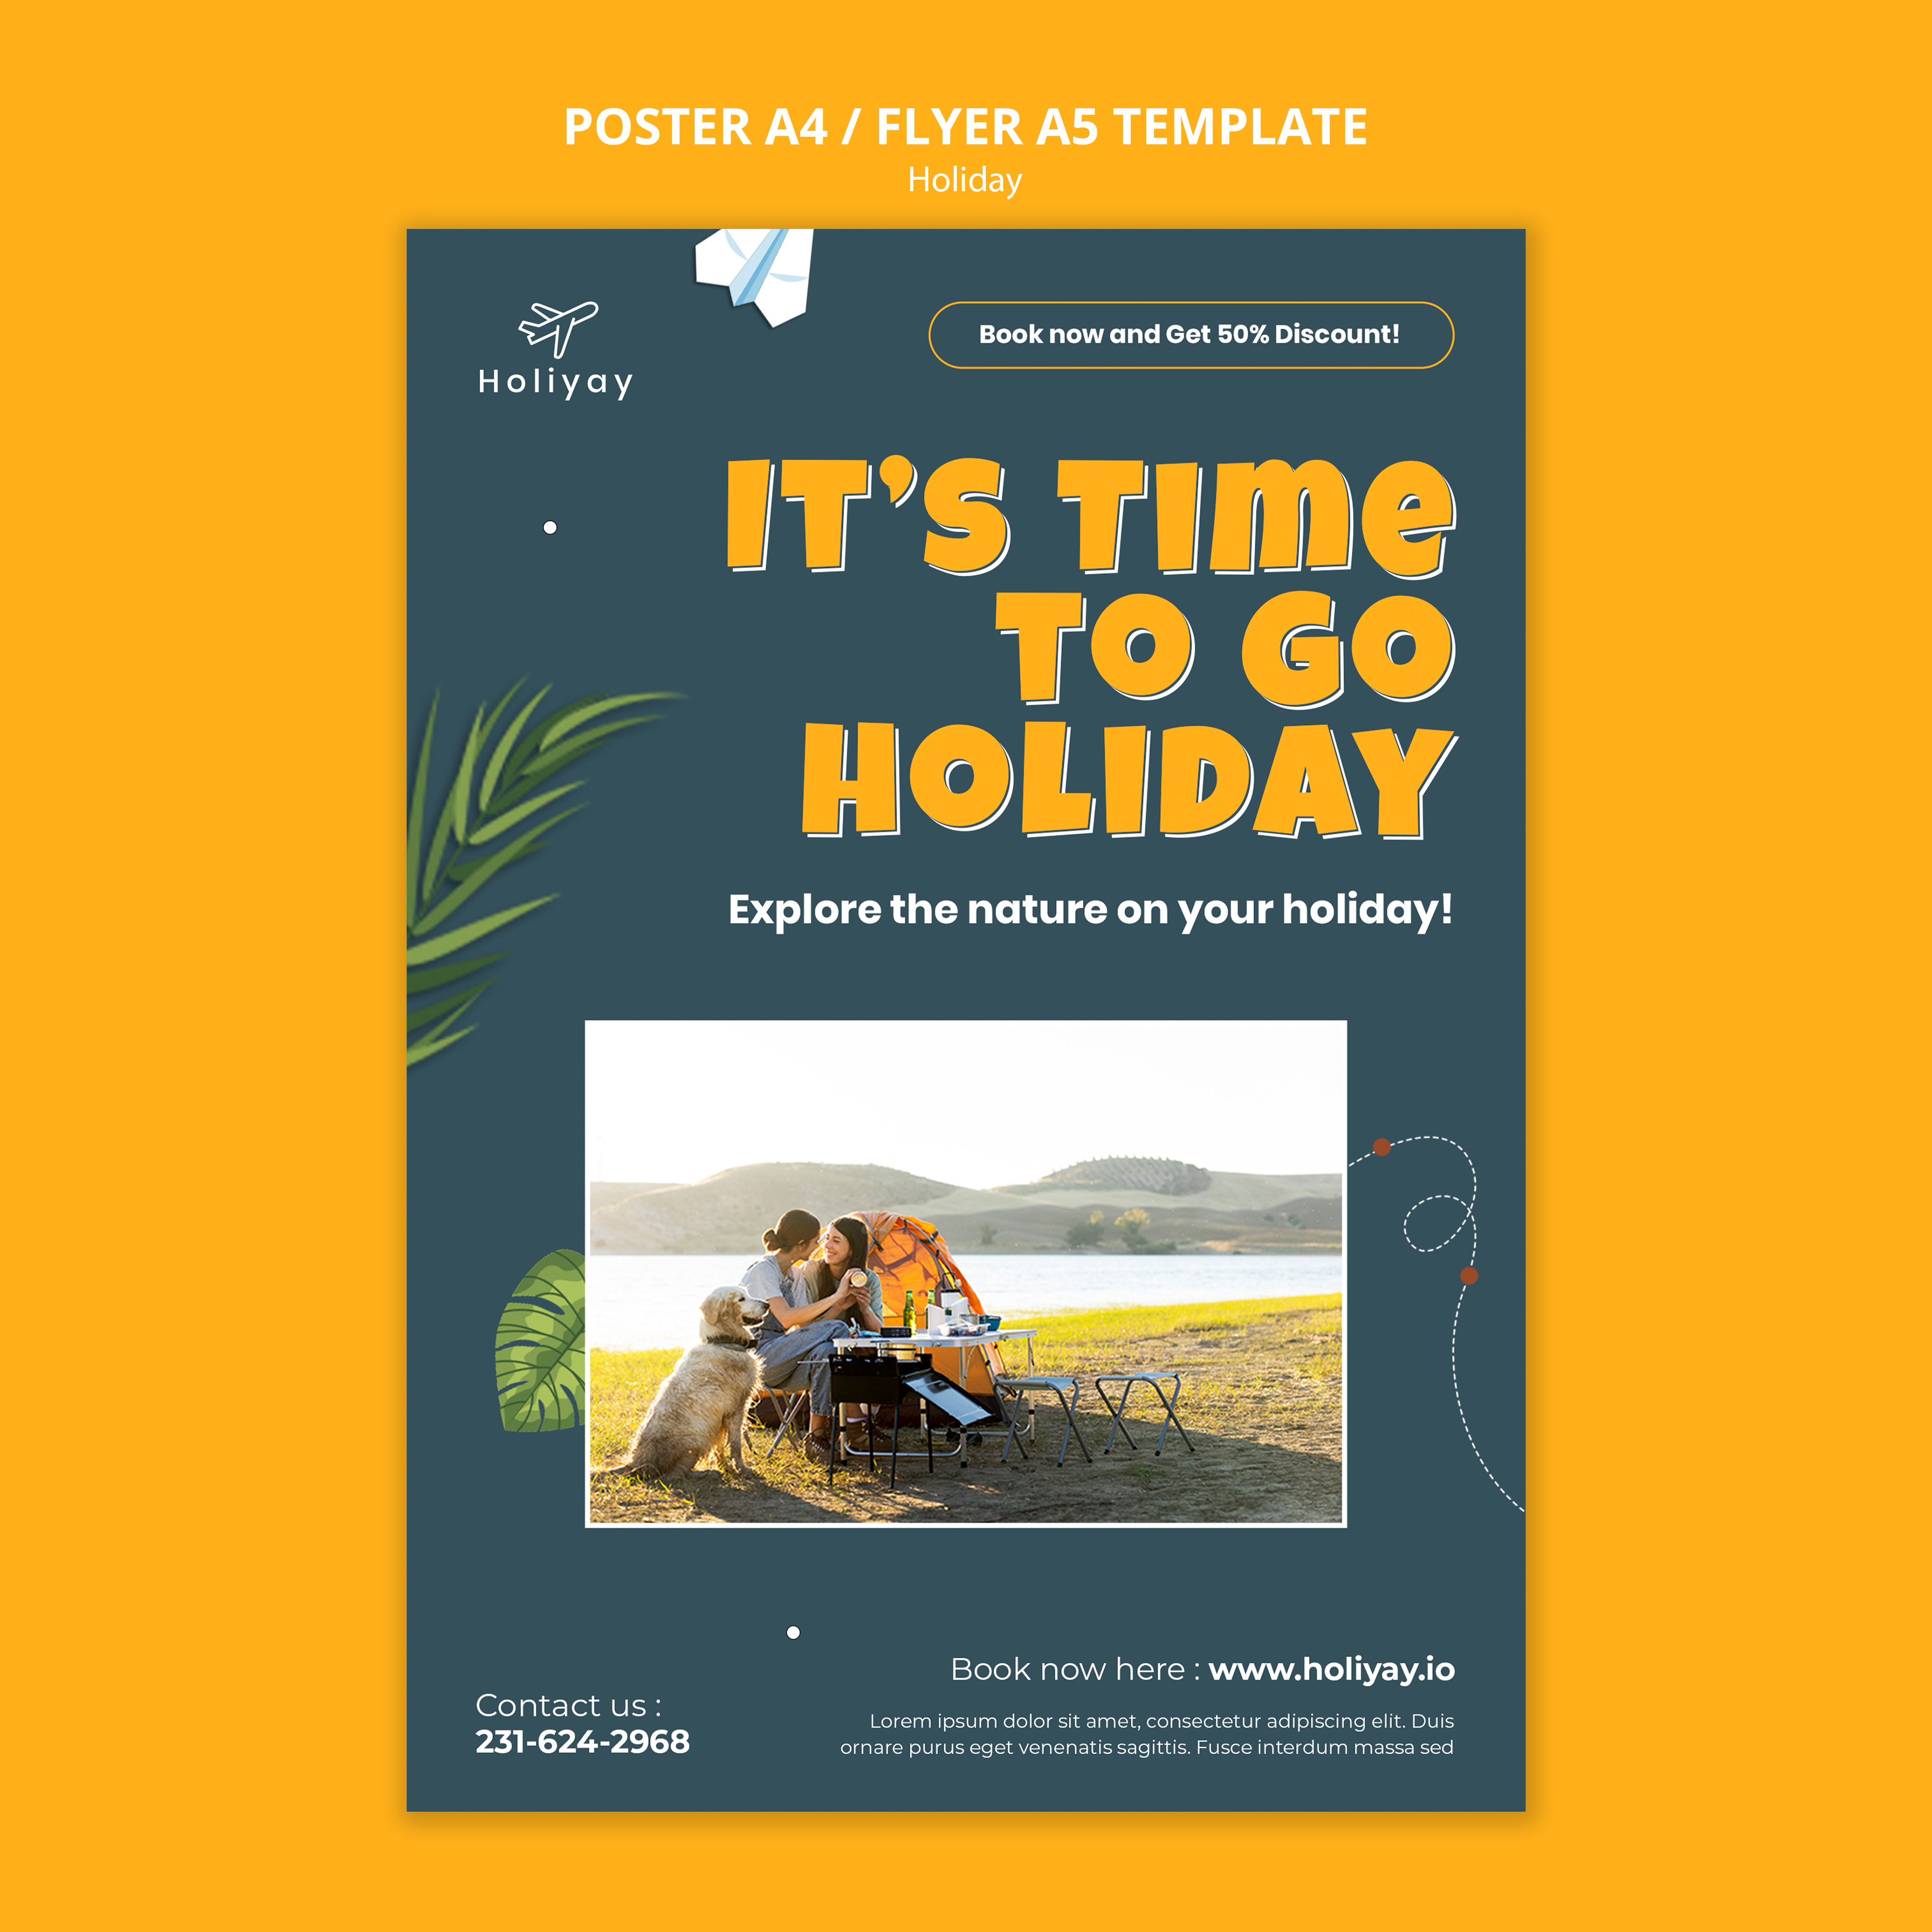 POSTER A4 / FLYER A5 TEMPLATE
Holiday
Holiyay
Book now and Get 50% Discount!
IT'S TIME
TO GO
HOLIDAY
Explore the nature on your holiday!
Book now here : www.holiyay.io
Contact us :
231-624-2968
Lorem ipsum dolor sit amet, consectetur adipiscing elit. Duis
ornare purus eget venenatis sagittis. Fusce interdum massa sed